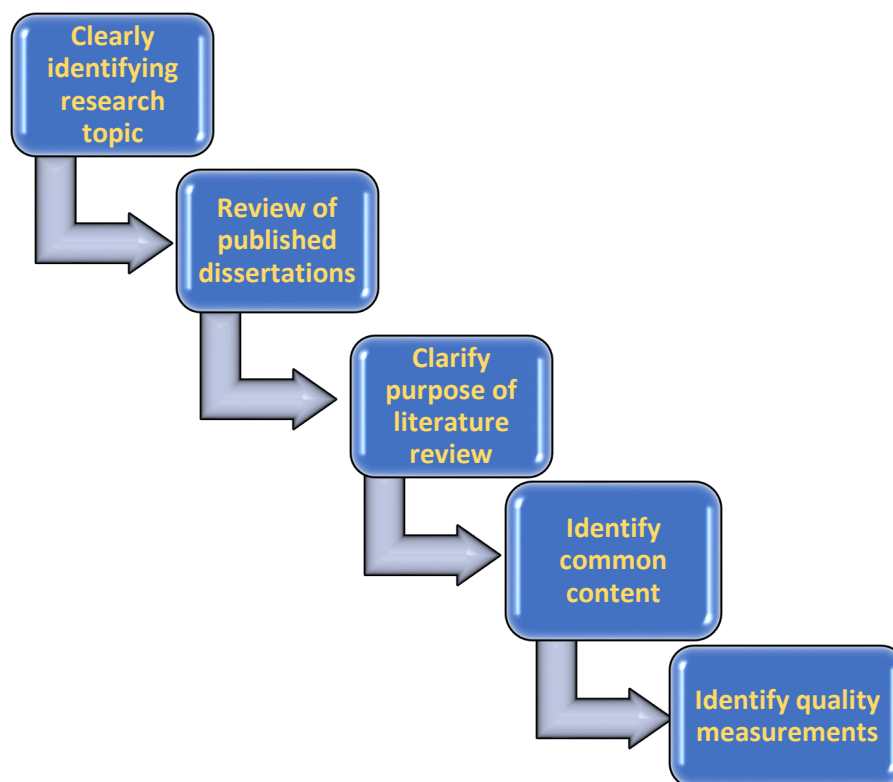 Clearly
identifying
research
topic
Review of
published
dissertations
Clarify
purpose of
literature
review
Identify
common
content
Identify quality
measurements